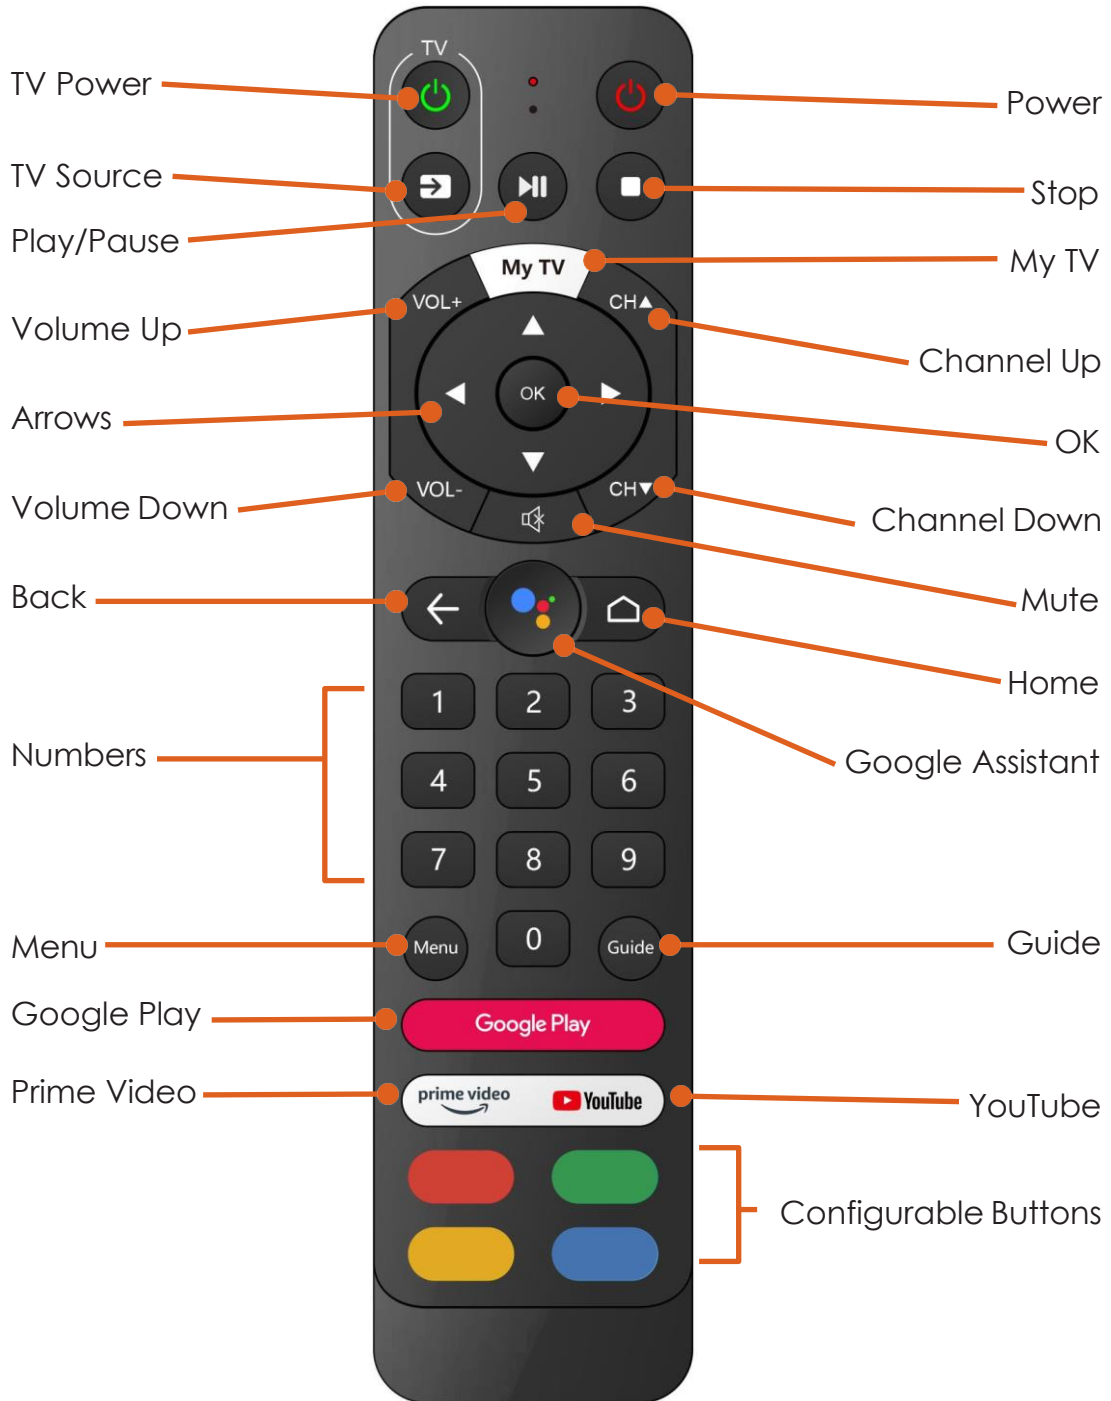 TV
TV Power
Power
TV Source
Stop
Play/Pause
My TV
My TV
VOL+
CH▲
Volume Up
Channel Up
Arrows
OK
OK
Volume Down
VOL-
CH▼
Channel Down
Back
Mute
Home
1 2 3
Numbers
Google Assistant
4 5 6
7 8 9
Menu
Menu
0
Guide
Guide
Google Play
Google Play
Prime Video
prime video
YouTube
YouTube
Configurable Buttons